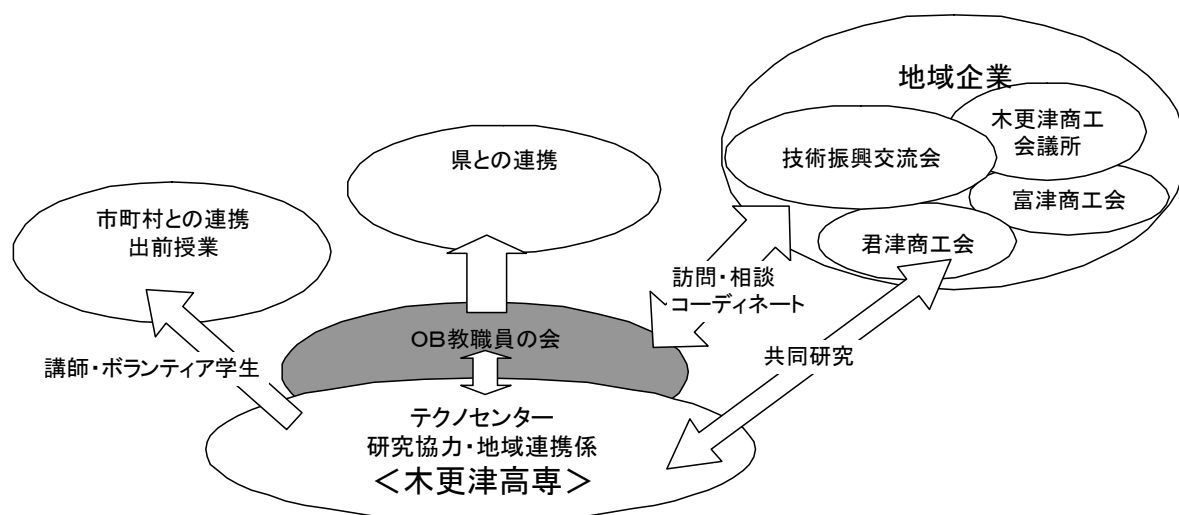 地域企業
木更津商工
会議所
技術振興交流会
富津商工会
君津商工会
県との連携
市町村との連携
出前授業
訪問・相談
コーディネート
OB教職員の会
共同研究
講師・ボランティア学生
テクノセンター
研究協力・地域連携係
＜木更津高専＞